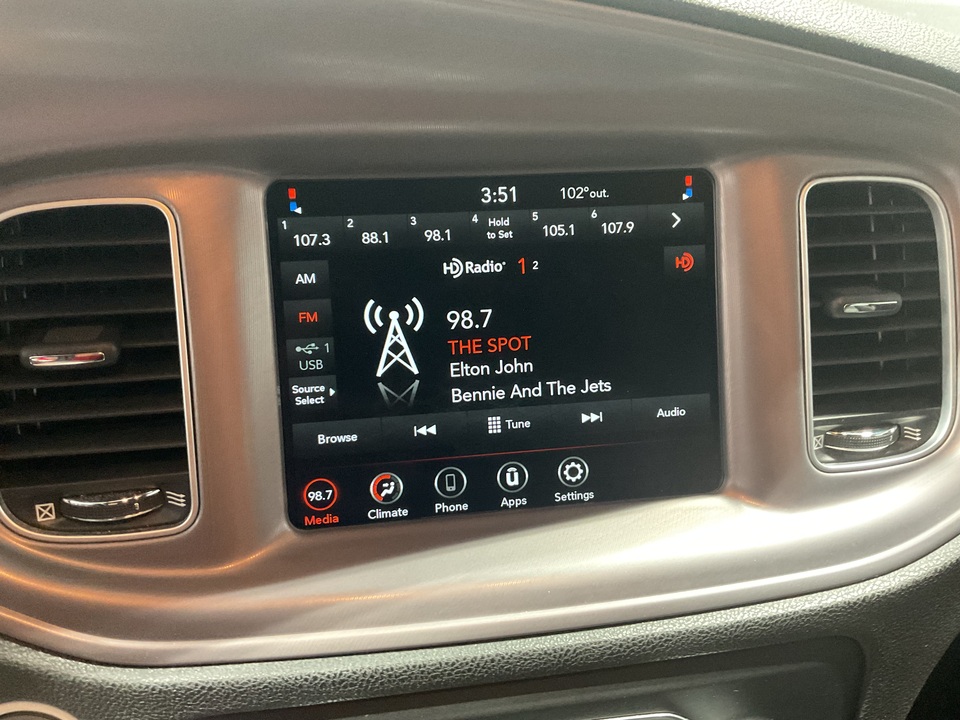 3:51 102°out.
1 107.3 2 88.1 3 98.1 4 Hold to Set 5 105.1 6 107.9
AM
HD Radio 1 2
HD
FM
98.7
THE SPOT
1
USB
Elton John
Source
Select
Bennie And The Jets
Browse Tune Audio
98.7
Media Climate Phone Apps Settings